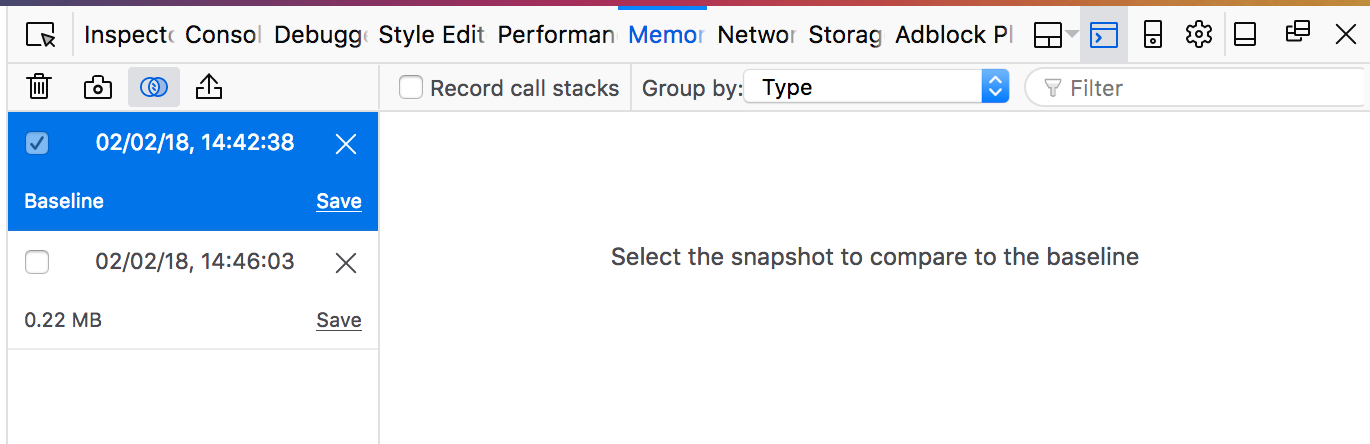 Inspect Consol Debugge Style Edit Performan Memor Networ Storag Adblock Pl
Record call stacks Group by: Type Filter
02/02/18, 14:42:38
Baseline Save
02/02/18, 14:46:03
0.22 MB Save
Select the snapshot to compare to the baseline